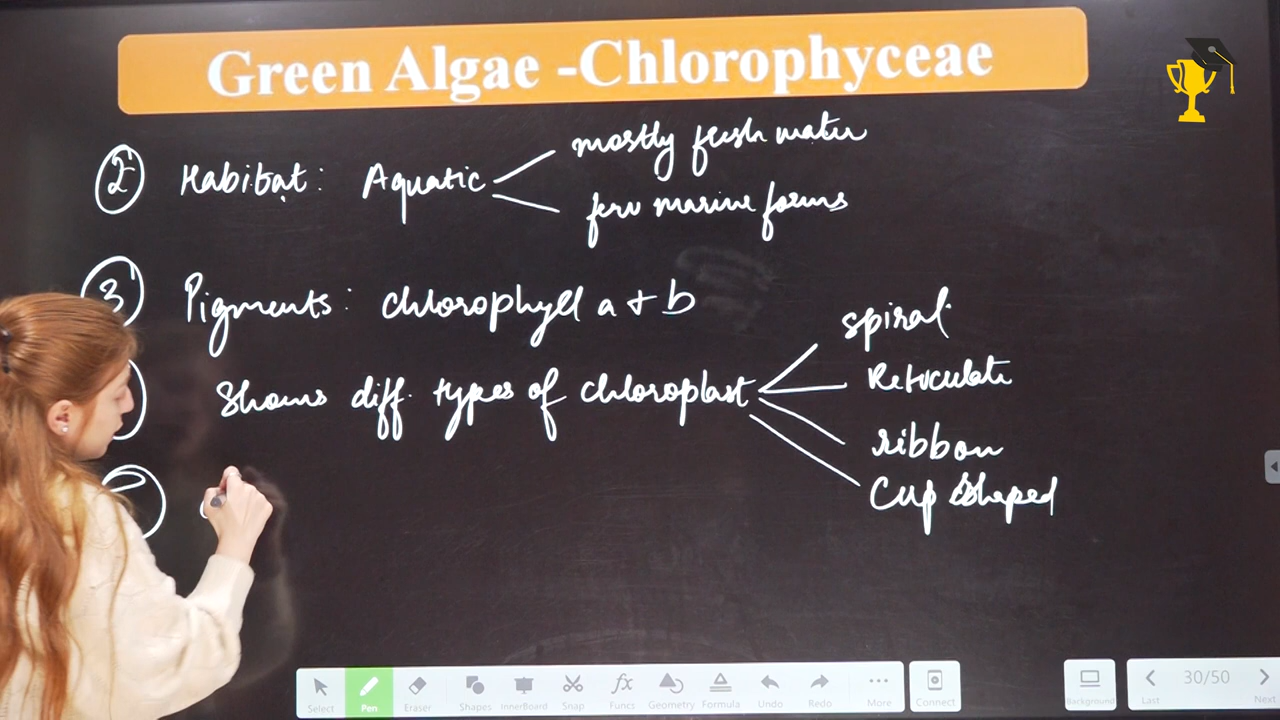 Green Algae -Chlorophyceae
② Habitat: Aquatic
mostly fresh water
few marine forms
③ Pigments: chlorophyll a + b
Shows diff. types of chloroplast
spiral
Reticulate
ribbon
Cup shaped
Select Pen Eraser Shapes InnerBoard Snap Funcs Geometry Formula Undo Redo More Connect Background Last 30/50 Next